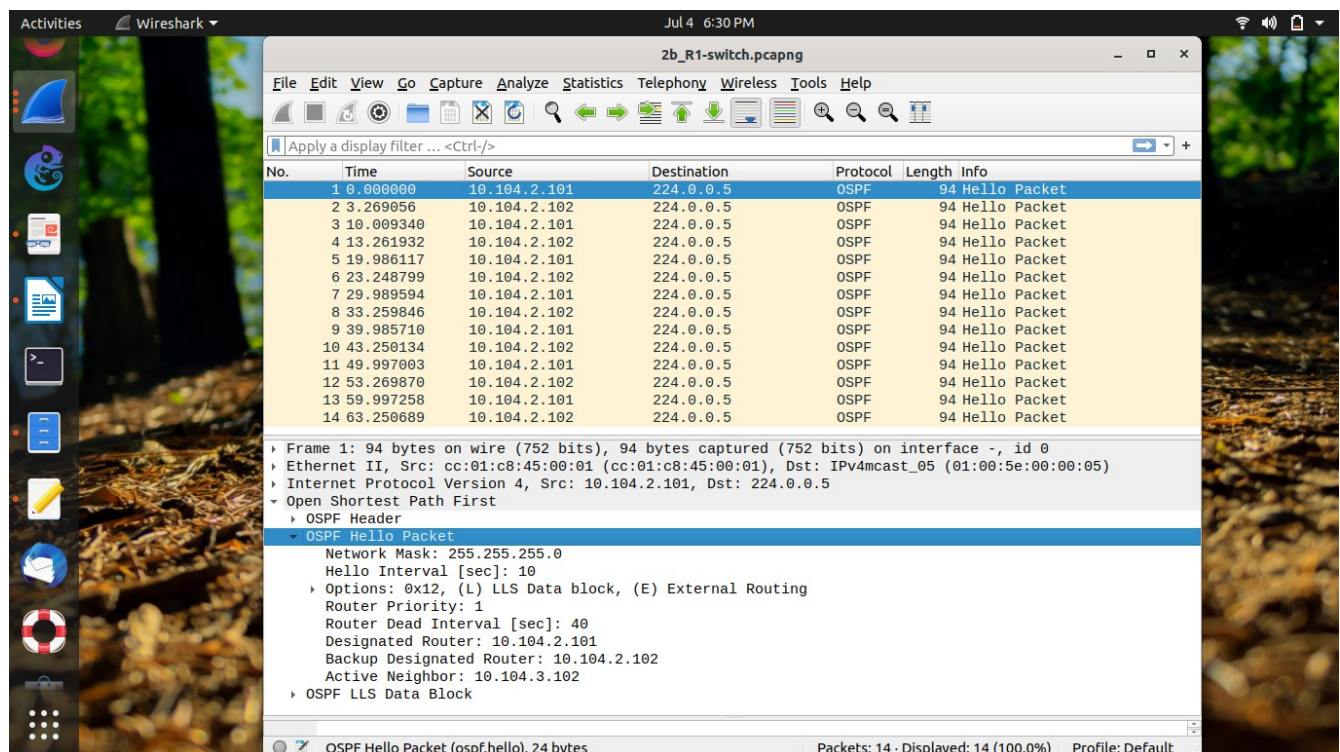 Activities Wireshark Jul 4 6:30 PM
2b_R1-switch.pcapng
File Edit View Go Capture Analyze Statistics Telephony Wireless Tools Help
Apply a display filter ... <Ctrl-/>
No. Time Source Destination Protocol Length Info
1 0.000000 10.104.2.101 224.0.0.5 OSPF 94 Hello Packet
2 3.269056 10.104.2.102 224.0.0.5 OSPF 94 Hello Packet
3 10.009340 10.104.2.101 224.0.0.5 OSPF 94 Hello Packet
4 13.261932 10.104.2.102 224.0.0.5 OSPF 94 Hello Packet
5 19.986117 10.104.2.101 224.0.0.5 OSPF 94 Hello Packet
6 23.248799 10.104.2.102 224.0.0.5 OSPF 94 Hello Packet
7 29.989594 10.104.2.101 224.0.0.5 OSPF 94 Hello Packet
8 33.259846 10.104.2.102 224.0.0.5 OSPF 94 Hello Packet
9 39.985710 10.104.2.101 224.0.0.5 OSPF 94 Hello Packet
10 43.250134 10.104.2.102 224.0.0.5 OSPF 94 Hello Packet
11 49.997003 10.104.2.101 224.0.0.5 OSPF 94 Hello Packet
12 53.269870 10.104.2.102 224.0.0.5 OSPF 94 Hello Packet
13 59.997258 10.104.2.101 224.0.0.5 OSPF 94 Hello Packet
14 63.250689 10.104.2.102 224.0.0.5 OSPF 94 Hello Packet
Frame 1: 94 bytes on wire (752 bits), 94 bytes captured (752 bits) on interface -, id 0
Ethernet II, Src: cc:01:c8:45:00:01 (cc:01:c8:45:00:01), Dst: IPv4mcast_05 (01:00:5e:00:00:05)
Internet Protocol Version 4, Src: 10.104.2.101, Dst: 224.0.0.5
Open Shortest Path First
OSPF Header
OSPF Hello Packet
Network Mask: 255.255.255.0
Hello Interval [sec]: 10
Options: 0x12, (L) LLS Data block, (E) External Routing
Router Priority: 1
Router Dead Interval [sec]: 40
Designated Router: 10.104.2.101
Backup Designated Router: 10.104.2.102
Active Neighbor: 10.104.3.102
OSPF LLS Data Block
OSPF Hello Packet (ospf.hello), 24 bytes Packets: 14 · Displayed: 14 (100.0%) Profile: Default